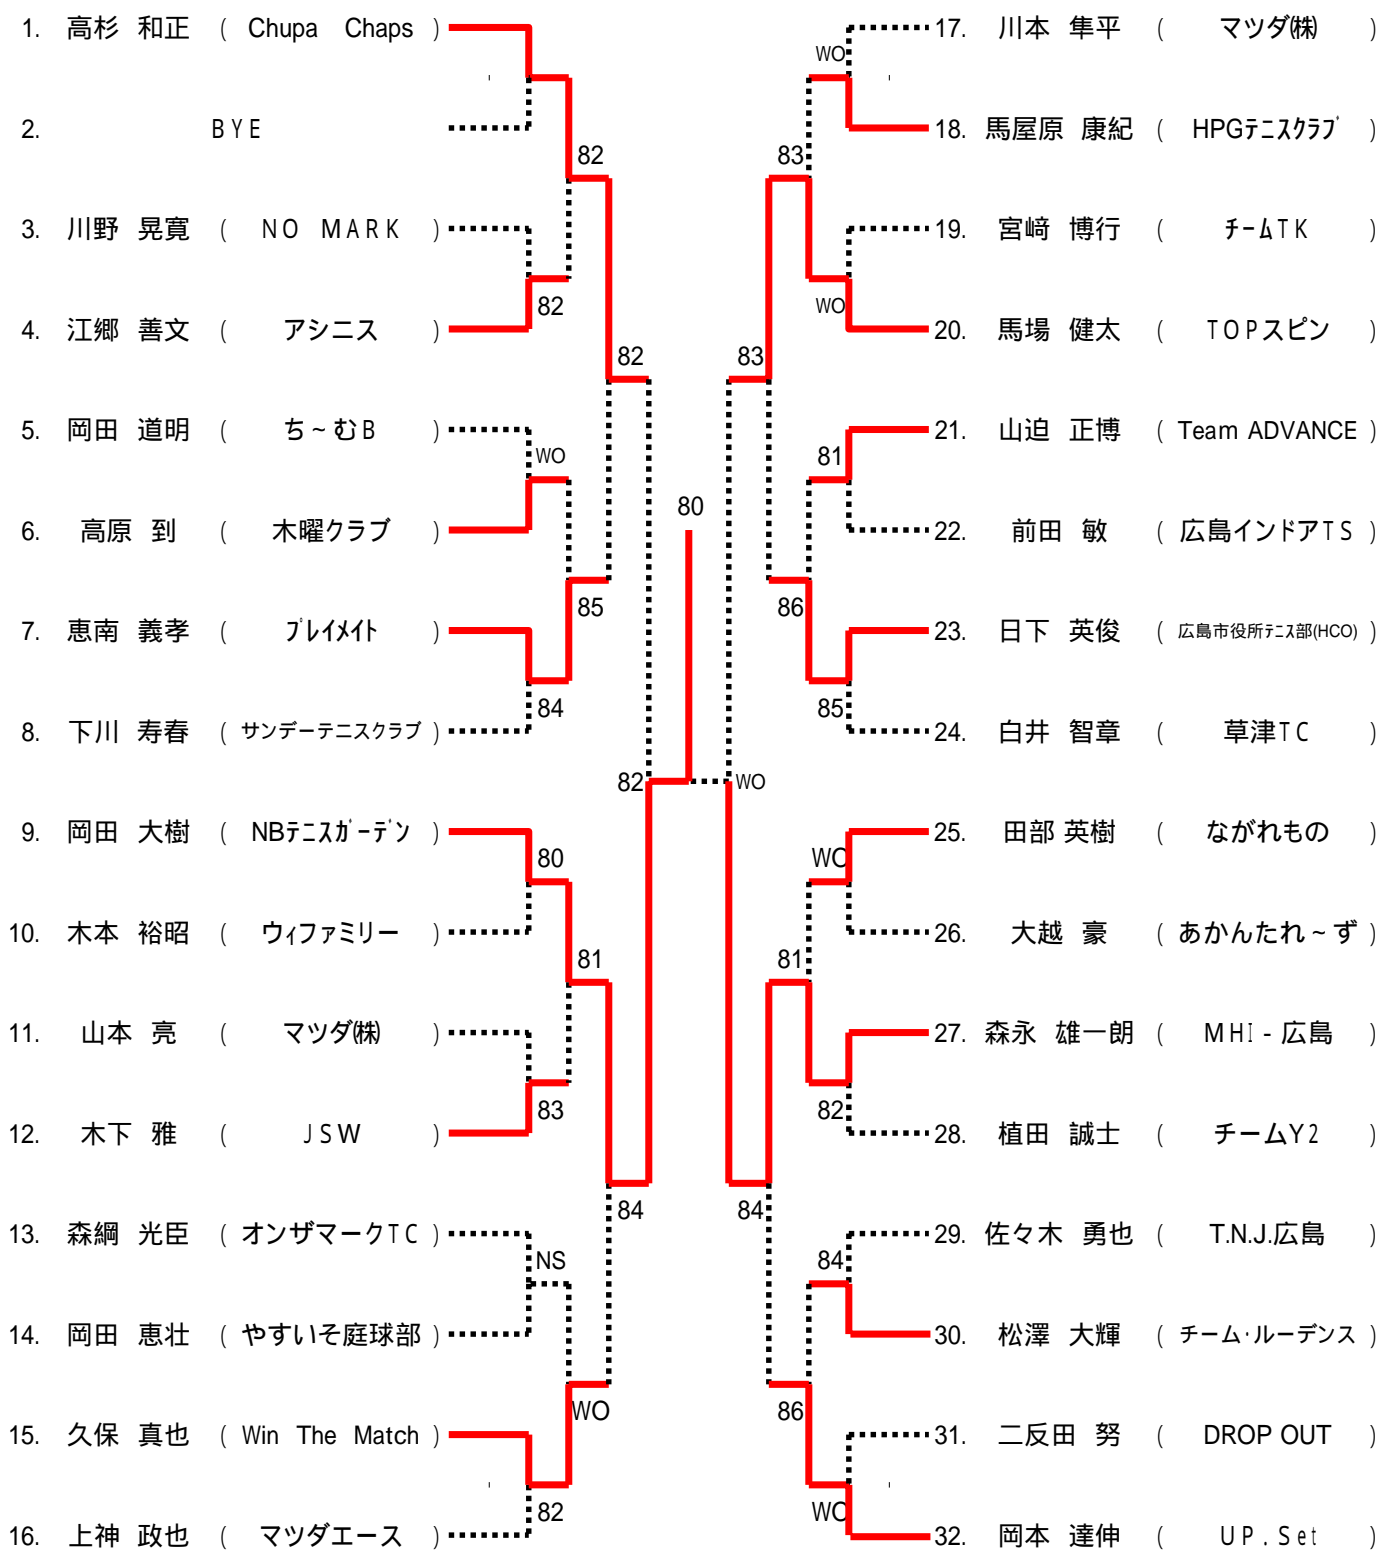 1. 高杉 和正 ( Chupa Chaps )
2. BYE
3. 川野 晃寛 ( NO MARK )
4. 江郷 善文 ( アシニス )
5. 岡田 道明 ( ち~むB )
6. 高原 到 ( 木曜クラブ )
7. 恵南 義孝 ( プレイメイト )
8. 下川 寿春 ( サンデーテニスクラブ )
9. 岡田 大樹 ( NBテニスガーデン )
10. 木本 裕昭 ( ウィファミリー )
11. 山本 亮 ( マツダ㈱ )
12. 木下 雅 ( JSW )
13. 森綱 光臣 ( オンザマークTC )
14. 岡田 恵壮 ( やすいそ庭球部 )
15. 久保 真也 ( Win The Match )
16. 上神 政也 ( マツダエース )
82
82
WO
84
80
83
NS
82
82
85
81
WO
82
84
82
80
WO
83
84
83
86
81
86
WO
WO
81
85
WO
82
84
WO
17. 川本 隼平 ( マツダ㈱ )
18. 馬屋原 康紀 ( HPGテニスクラブ )
19. 宮﨑 博行 ( チームTK )
20. 馬場 健太 ( TOPスピン )
21. 山迫 正博 ( Team ADVANCE )
22. 前田 敏 ( 広島インドアTS )
23. 日下 英俊 ( 広島市役所テニス部(HCO) )
24. 白井 智章 ( 草津TC )
25. 田部 英樹 ( ながれもの )
26. 大越 豪 ( あかんたれ~ず )
27. 森永 雄一朗 ( MHI-広島 )
28. 植田 誠士 ( チームY2 )
29. 佐々木 勇也 ( T.N.J.広島 )
30. 松澤 大輝 ( チーム・ルーデンス )
31. 二反田 努 ( DROP OUT )
32. 岡本 達伸 ( UP.Set )